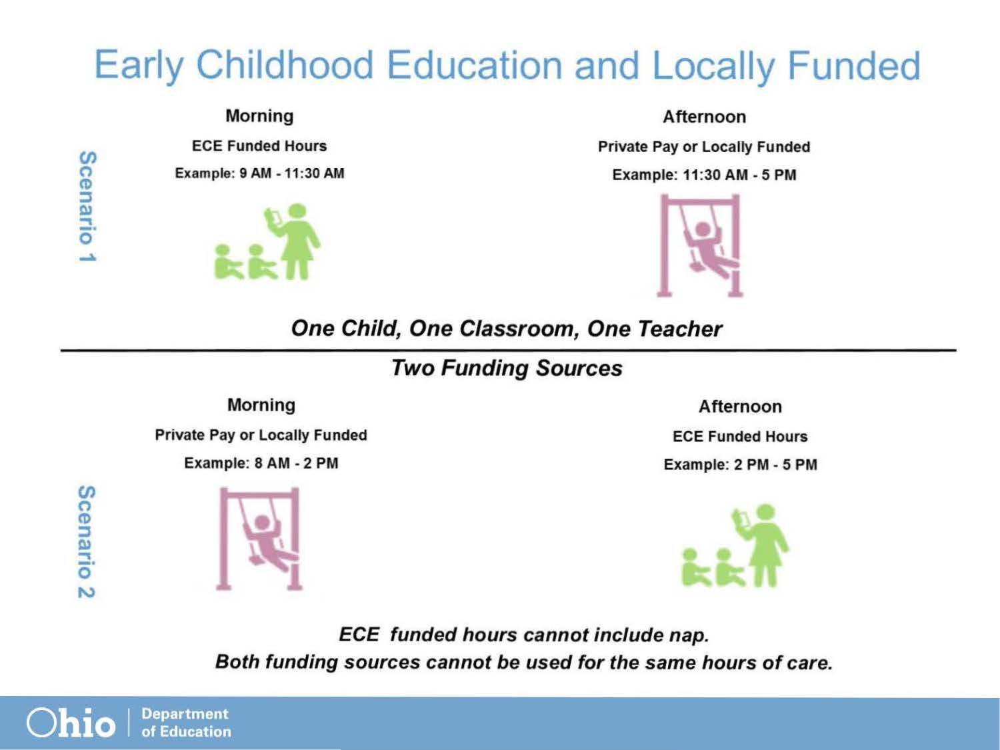 Early Childhood Education and Locally Funded
Scenario 1
Morning
ECE Funded Hours
Example: 9 AM - 11:30 AM
Afternoon
Private Pay or Locally Funded
Example: 11:30 AM - 5 PM
One Child, One Classroom, One Teacher
Two Funding Sources
Scenario 2
Morning
Private Pay or Locally Funded
Example: 8 AM - 2 PM
Afternoon
ECE Funded Hours
Example: 2 PM - 5 PM
ECE funded hours cannot include nap.
Both funding sources cannot be used for the same hours of care.
Ohio
Department
of Education